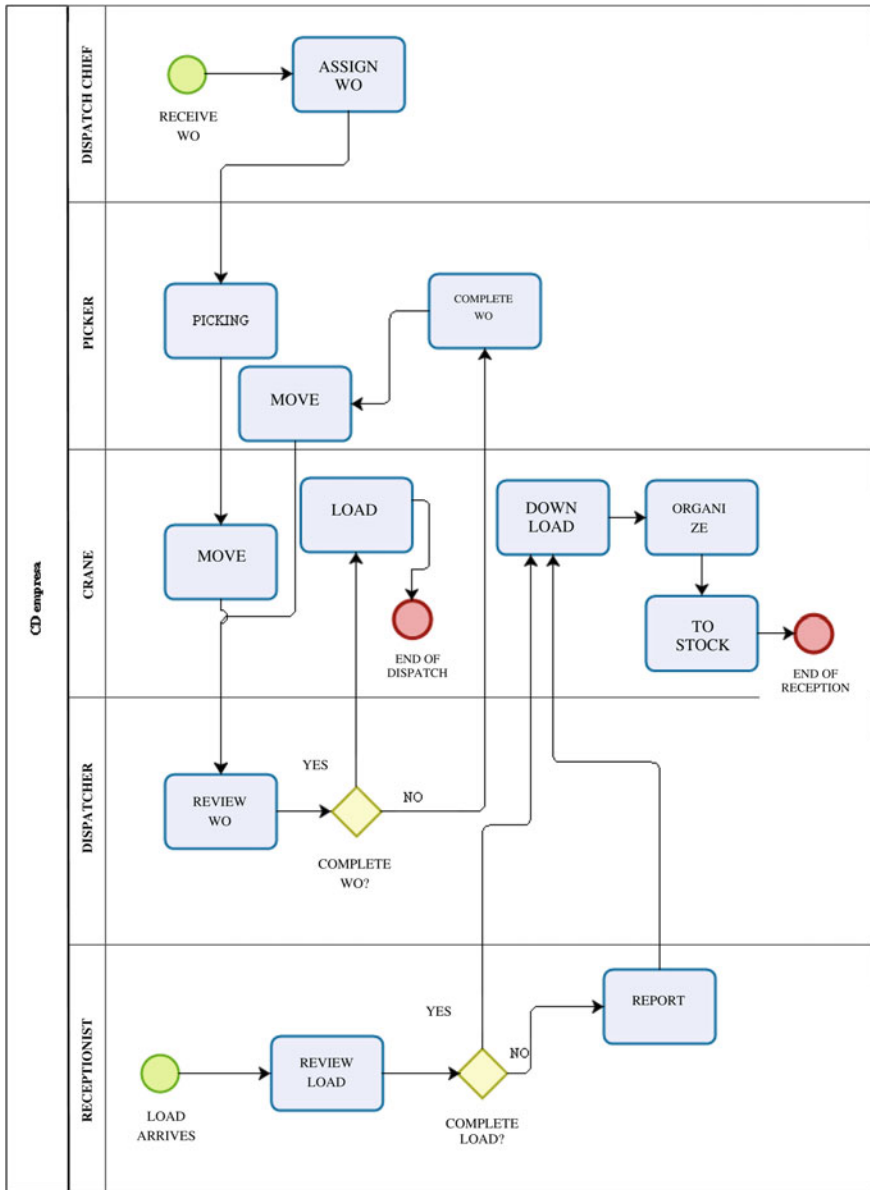 CD empresa
DISPATCH CHIEF
RECEIVE
WO
ASSIGN
WO
PICKER
PICKING
COMPLETE
WO
MOVE
CRANE
MOVE
LOAD
END OF
DISPATCH
DOWN
LOAD
ORGANI
ZE
TO
STOCK
END OF
RECEPTION
DISPATCHER
REVIEW
WO
YES
NO
COMPLETE
WO?
RECEPTIONIST
LOAD
ARRIVES
REVIEW
LOAD
YES
NO
COMPLETE
LOAD?
REPORT